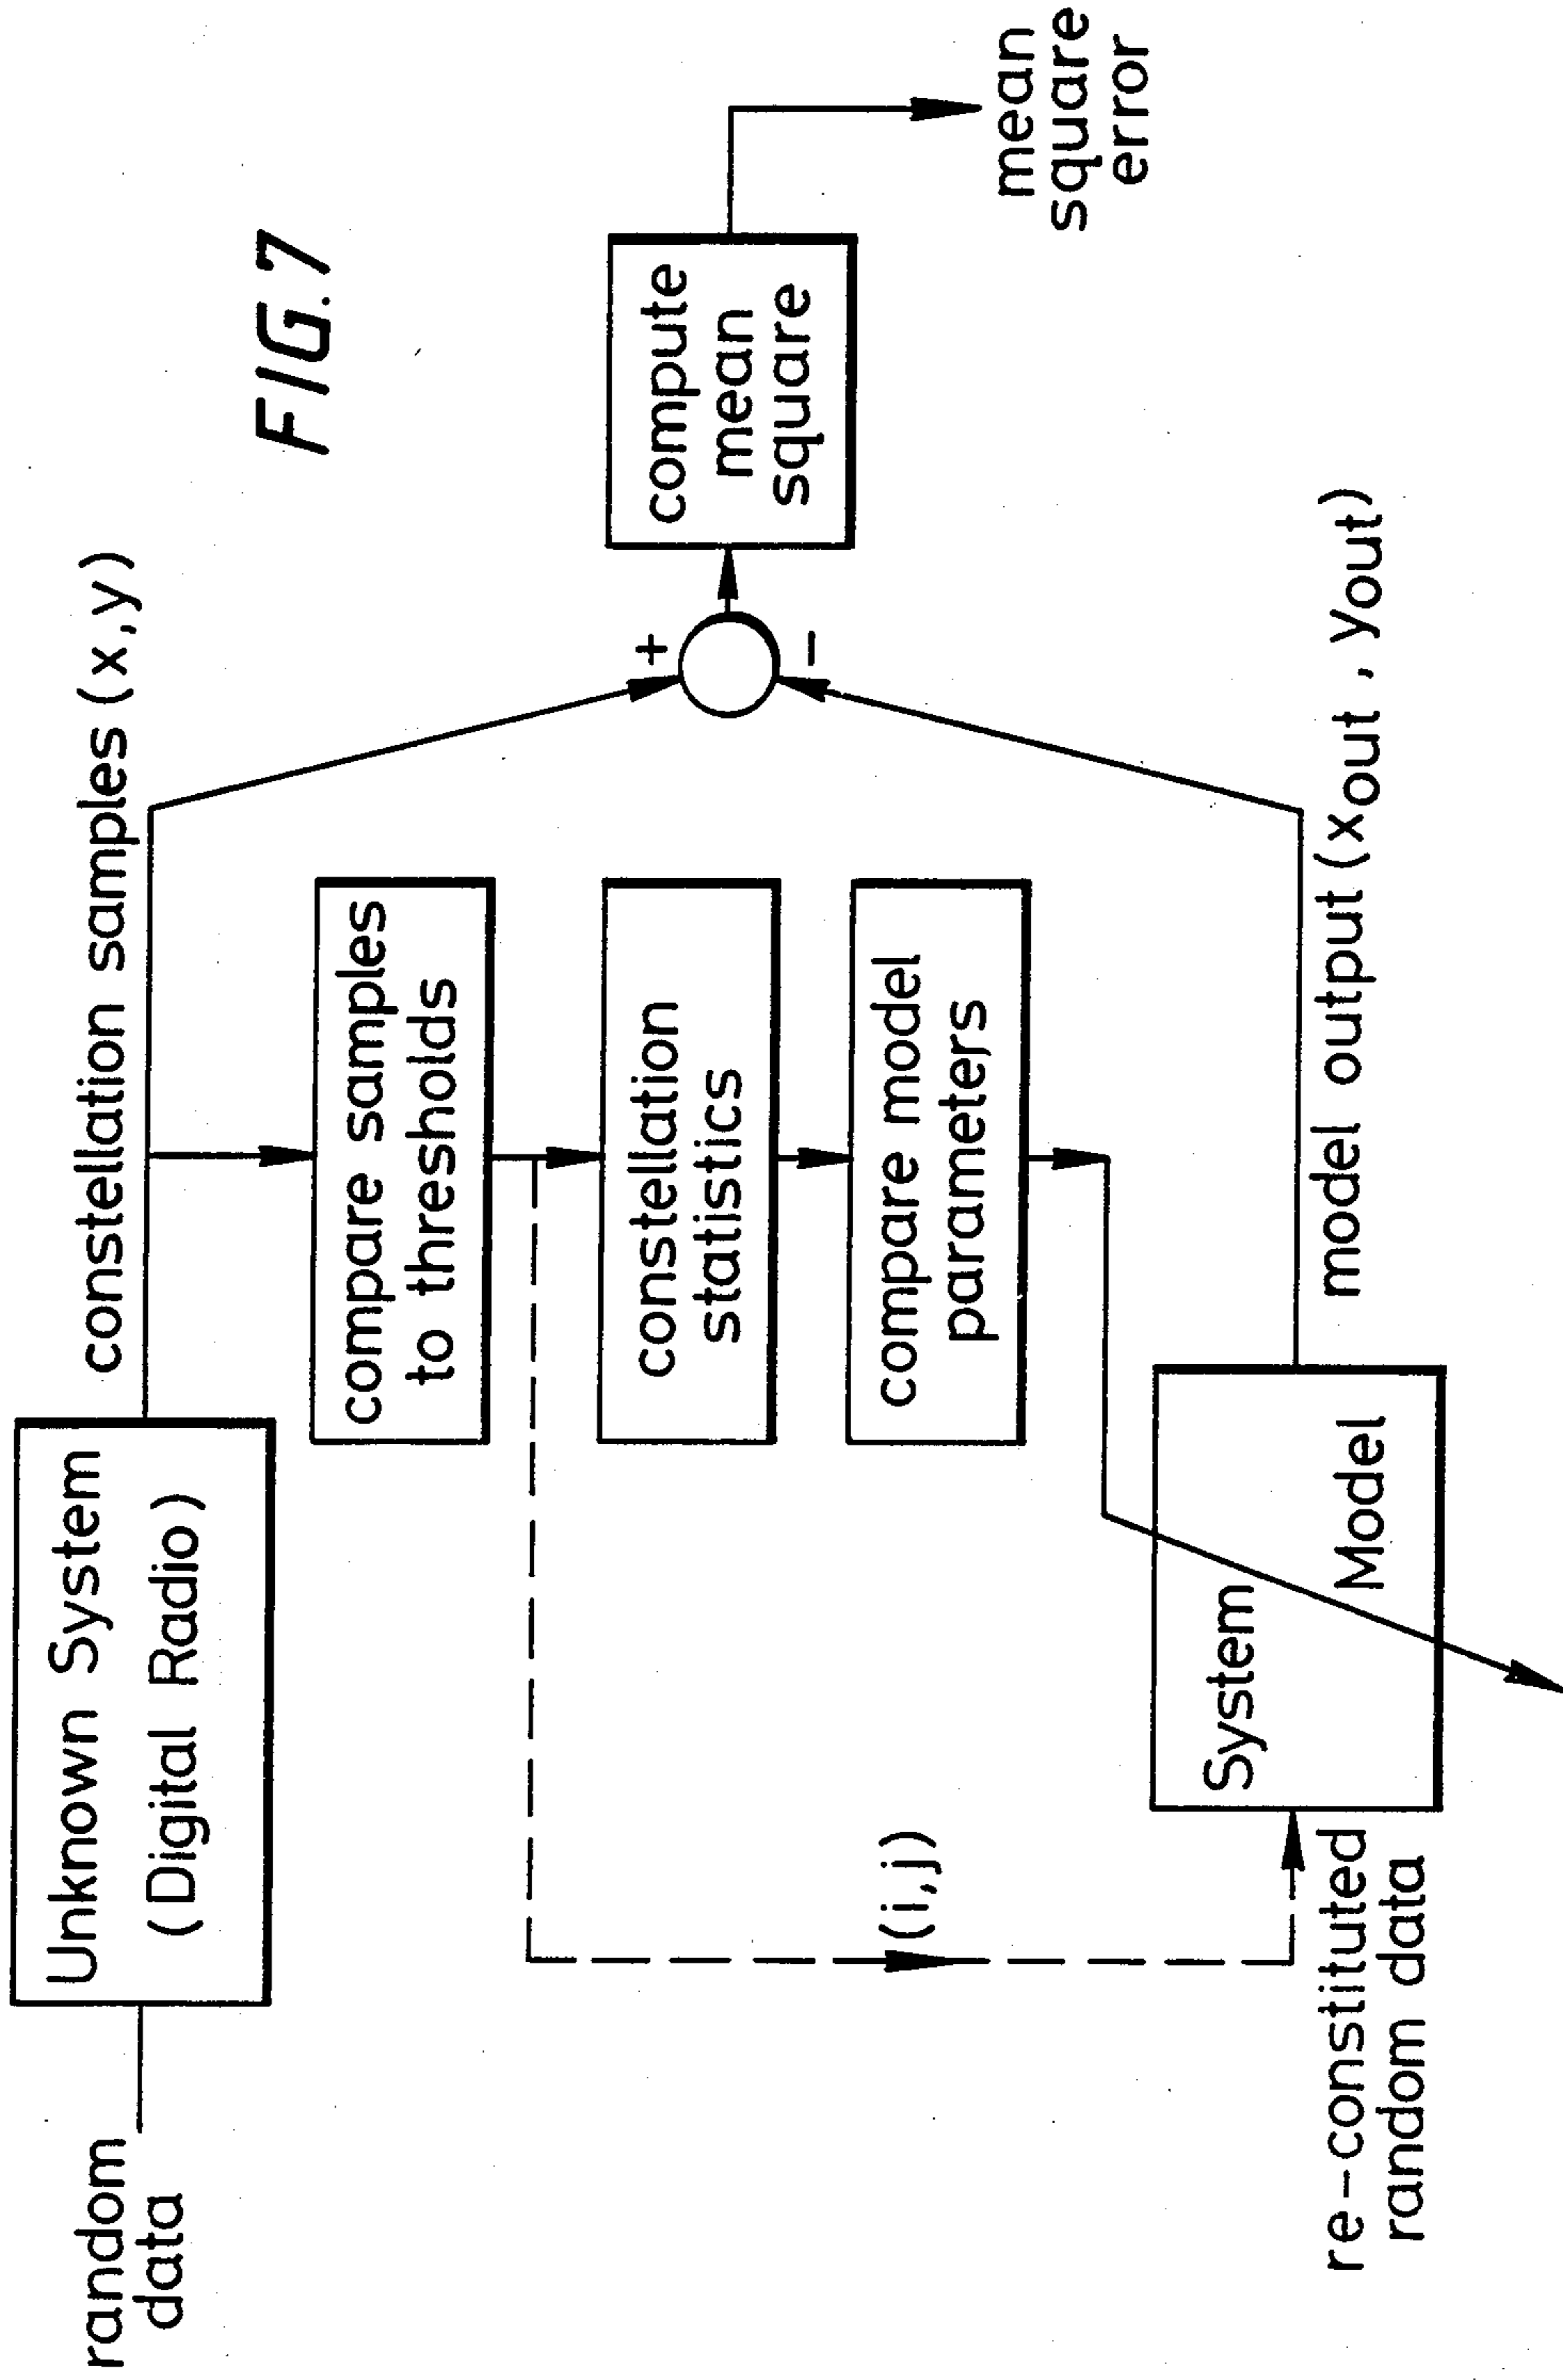 FIG.7
random
data
Unknown System
(Digital Radio)
constellation samples (x,y)
compare samples
to thresholds
constellation
statistics
compare model
parameters
(i,j)
+
-
compute
mean
square
mean
square
error
re-constituted
random data
System
Model
model output (xout, yout)